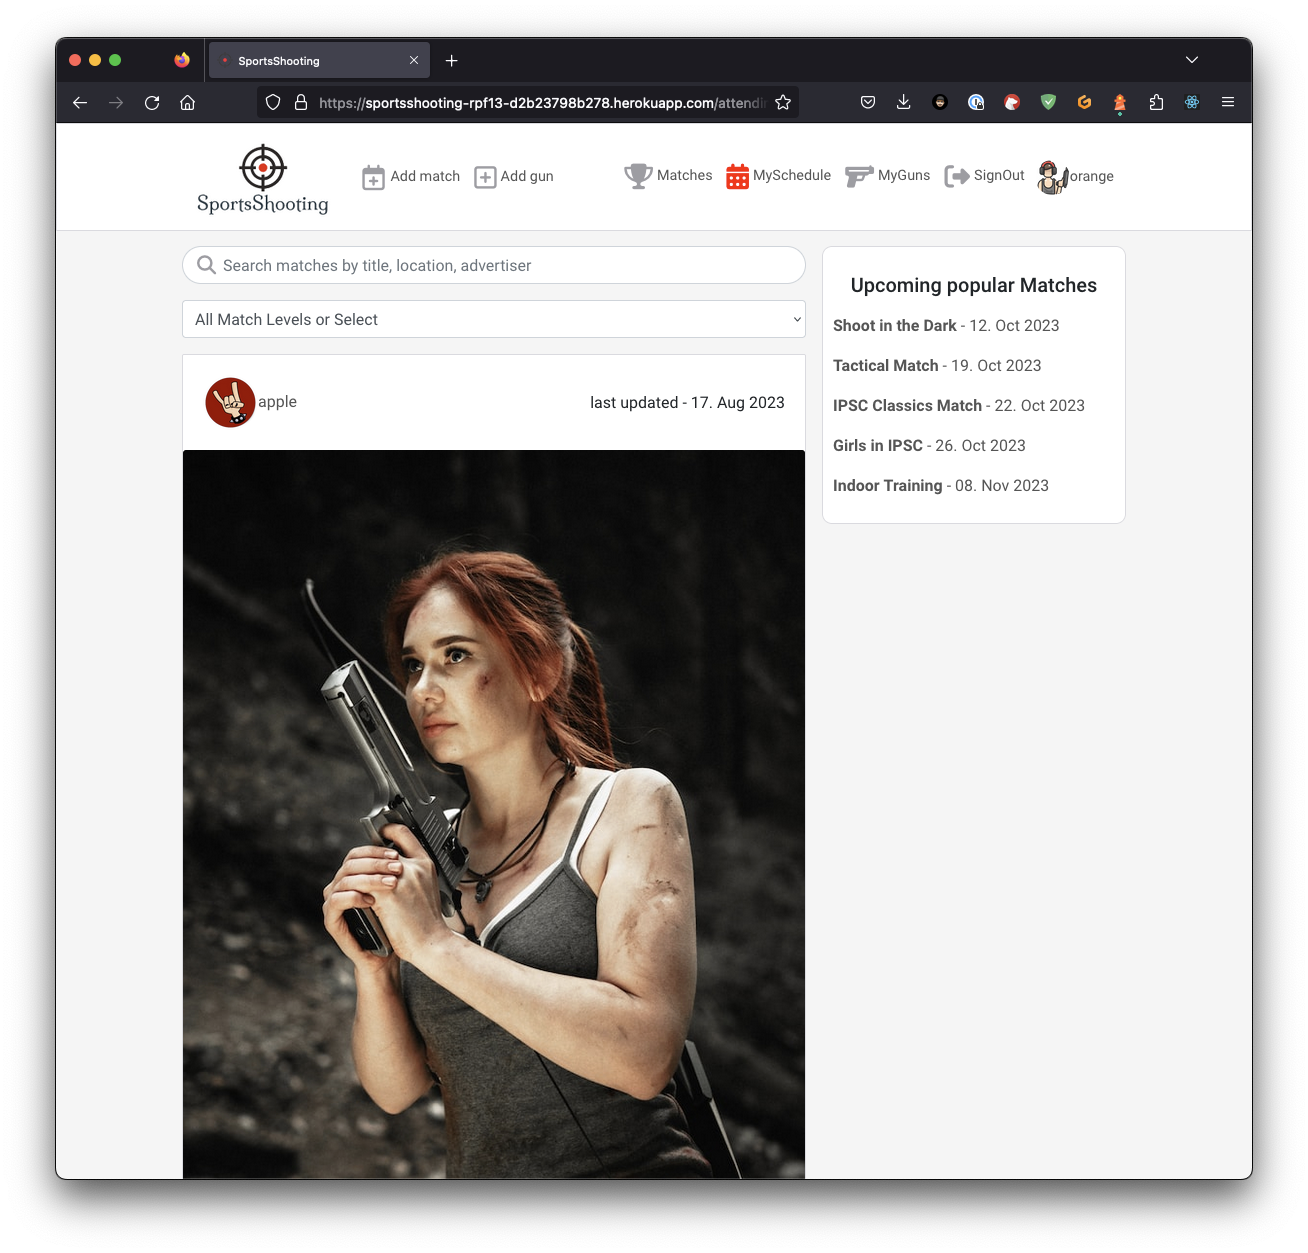 SportsShooting
https://sportsshooting-rpf13-d2b23798b278.herokuapp.com/attendi
SportsShooting
Add match
Add gun
Matches
MySchedule
MyGuns
SignOut
orange
Search matches by title, location, advertiser
All Match Levels or Select
apple
last updated - 17. Aug 2023
Upcoming popular Matches
Shoot in the Dark - 12. Oct 2023
Tactical Match - 19. Oct 2023
IPSC Classics Match - 22. Oct 2023
Girls in IPSC - 26. Oct 2023
Indoor Training - 08. Nov 2023